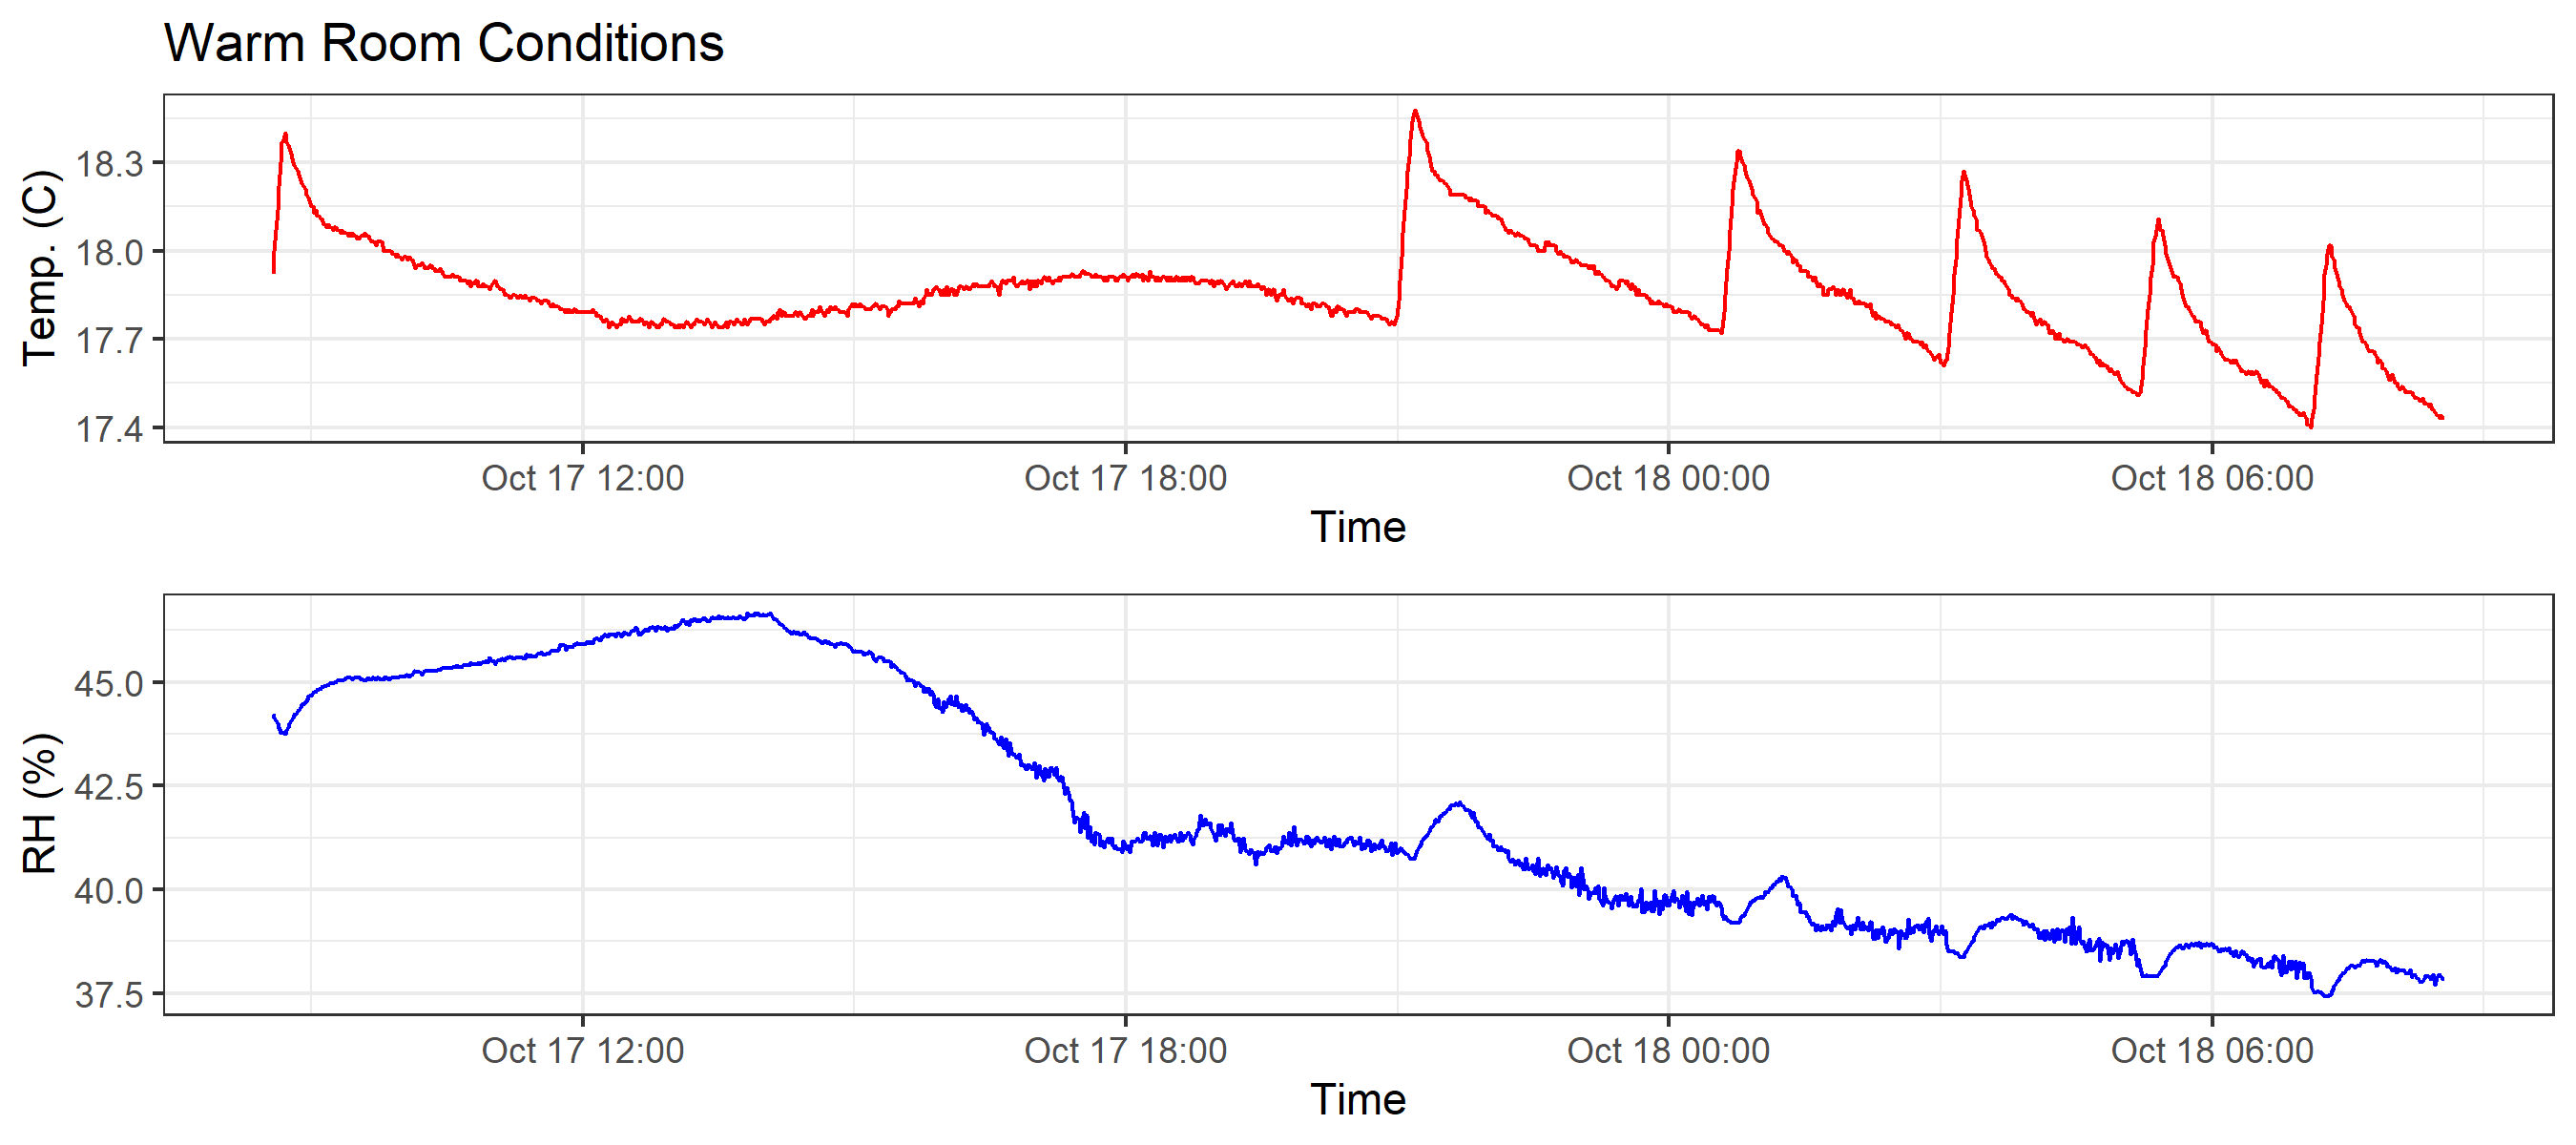 Warm Room Conditions
Temp. (C)
18.3
18.0
17.7
17.4
Oct 17 12:00 Oct 17 18:00 Oct 18 00:00 Oct 18 06:00
Time
RH (%)
45.0
42.5
40.0
37.5
Oct 17 12:00 Oct 17 18:00 Oct 18 00:00 Oct 18 06:00
Time